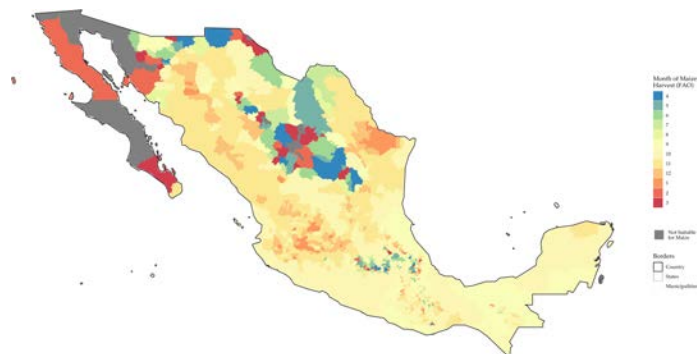 Month of Maize
Harvest (FAO)
4
5
6
7
8
9
10
11
12
1
2
3
Not Suitable
for Maize
Borders
Country
States
Municipalities